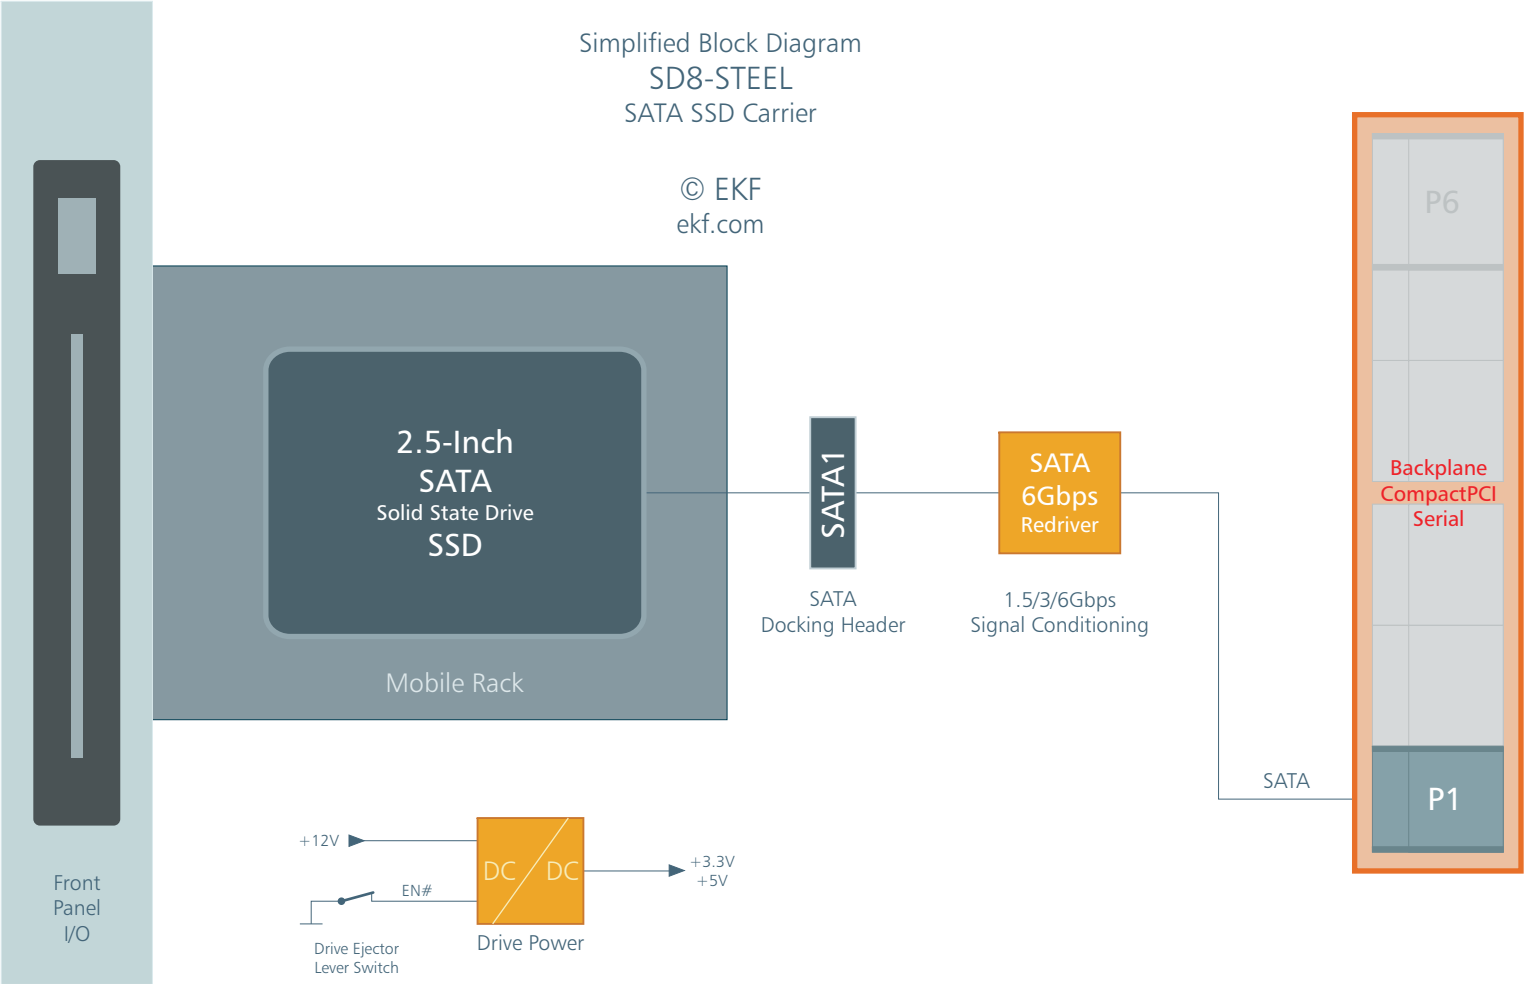 Simplified Block Diagram
SD8-STEEL
SATA SSD Carrier
© EKF
ekf.com
P6
2.5-Inch
SATA
Solid State Drive
SSD
Mobile Rack
SATA1
SATA
Docking Header
SATA
6Gbps
Redriver
1.5/3/6Gbps
Signal Conditioning
Backplane
CompactPCI
Serial
SATA
P1
+12V
EN#
DC
DC
+3.3V
+5V
Drive Power
Drive Ejector
Lever Switch
Front
Panel
I/O